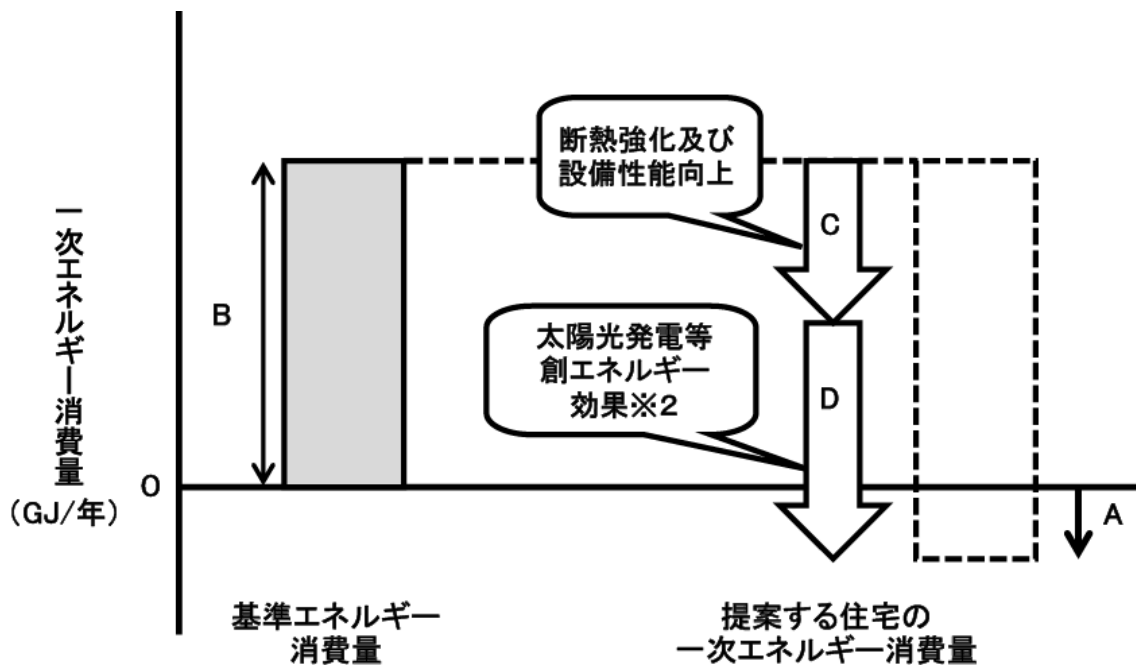 断熱強化及び
設備性能向上
C
一次エネルギー消費量
(GJ/年)
B
太陽光発電等
創エネルギー
効果※2
D
0
A
基準エネルギー
消費量
提案する住宅の
一次エネルギー消費量